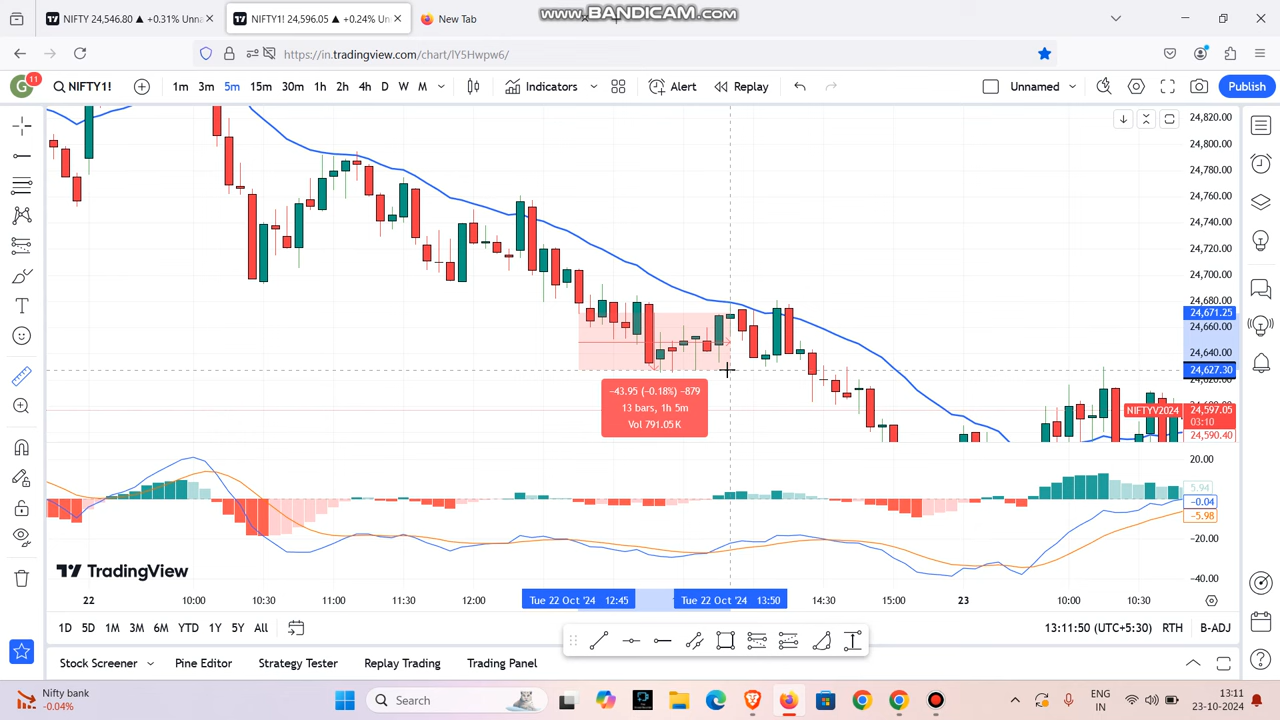 NIFTY 24,546.80 ▲ +0.31% Unna
NIFTY1! 24,596.05 ▲ +0.24% Unn
New Tab
www.BANDICAM.com
https://in.tradingview.com/chart/lY5Hwpw6/
G
11
NIFTY1!
1m
3m
5m
15m
30m
1h
2h
4h
D
W
M
Indicators
Alert
Replay
Unnamed
Publish
24,820.00
24,800.00
24,780.00
24,760.00
24,740.00
24,720.00
24,700.00
24,680.00
24,671.25
24,660.00
24,640.00
24,627.30
24,620.00
NIFTYV2024
24,597.05
03:10
24,590.40
−43.95 (−0.18%) −879
13 bars, 1h 5m
Vol 791.05K
20.00
5.94
−0.04
−5.98
−20.00
−40.00
TradingView
22
10:00
10:30
11:00
11:30
12:00
Tue 22 Oct '24 12:45
Tue 22 Oct '24 13:50
14:30
15:00
23
10:00
10:30
1D
5D
1M
3M
6M
YTD
1Y
5Y
All
13:11:50 (UTC+5:30)
RTH
B-ADJ
Stock Screener
Pine Editor
Strategy Tester
Replay Trading
Trading Panel
Nifty bank
-0.04%
Search
ENG
IN
13:11
23-10-2024